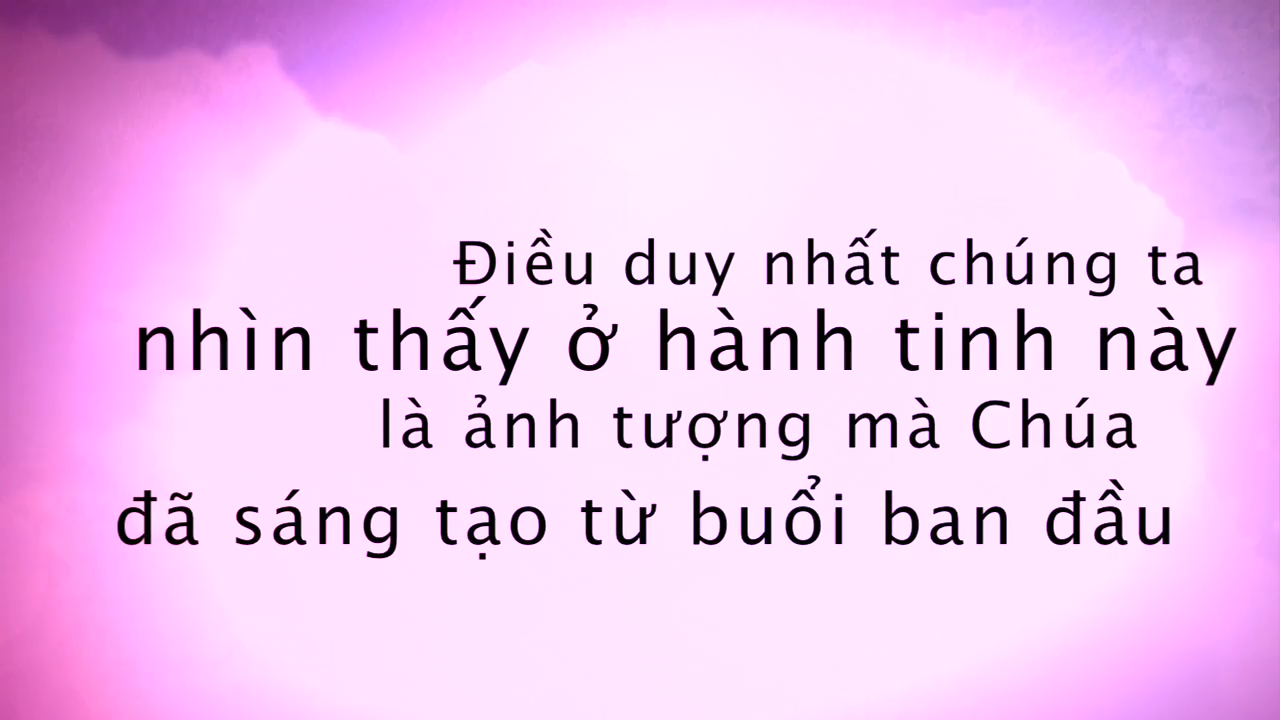 Điều duy nhất chúng ta
nhìn thấy ở hành tinh này
là ảnh tượng mà Chúa
đã sáng tạo từ buổi ban đầu